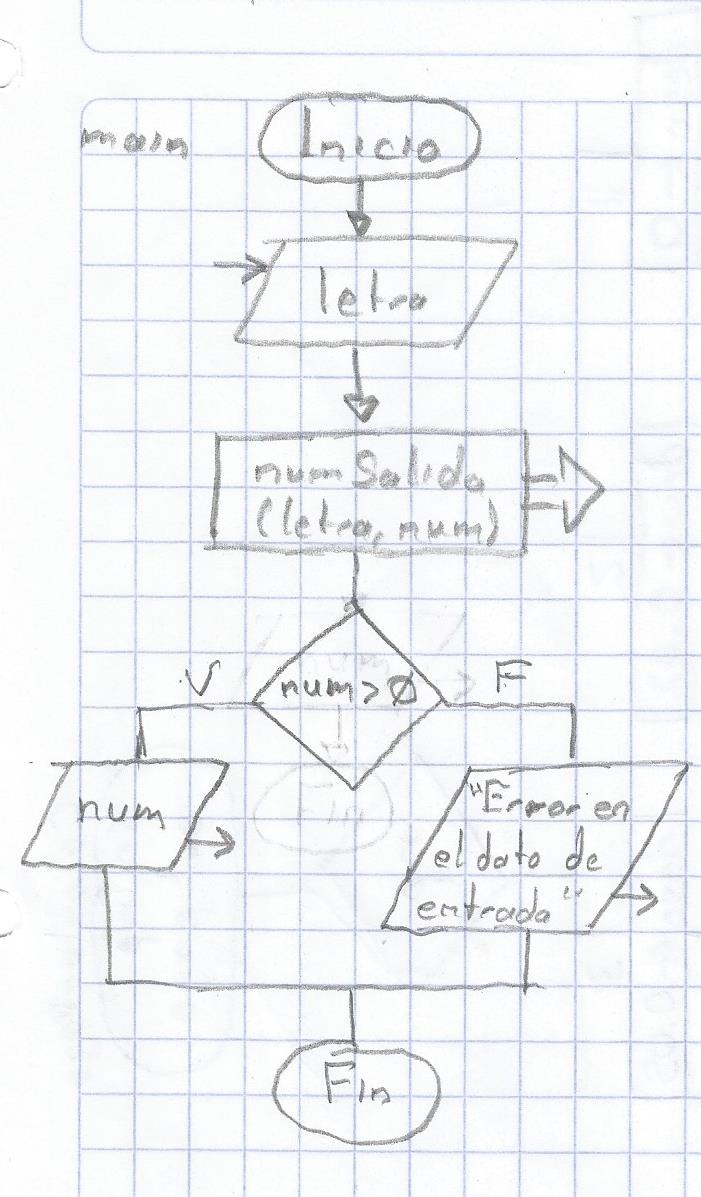 main
Inicio
letra
numSalida
(letra, num)
num > Ø
V
F
num
"Error en
el dato de
entrada"
Fin